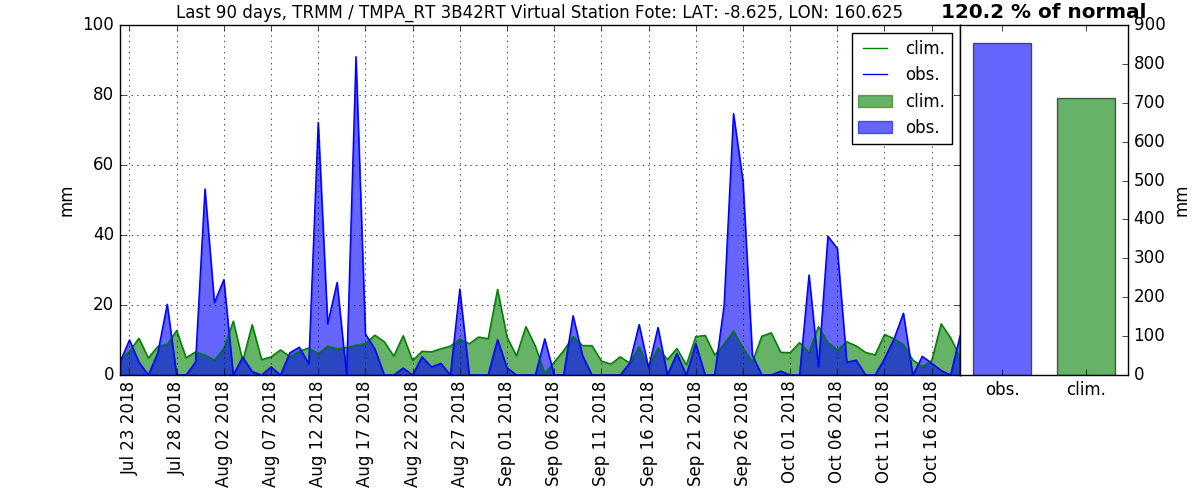 Last 90 days, TRMM / TMPA_RT 3B42RT Virtual Station Fote: LAT: -8.625, LON: 160.625
120.2 % of normal
100
80
60
40
20
0
mm
clim.
obs.
clim.
obs.
900
800
700
600
500
400
300
200
100
0
mm
obs.
clim.
Jul 23 2018
Jul 28 2018
Aug 02 2018
Aug 07 2018
Aug 12 2018
Aug 17 2018
Aug 22 2018
Aug 27 2018
Sep 01 2018
Sep 06 2018
Sep 11 2018
Sep 16 2018
Sep 21 2018
Sep 26 2018
Oct 01 2018
Oct 06 2018
Oct 11 2018
Oct 16 2018